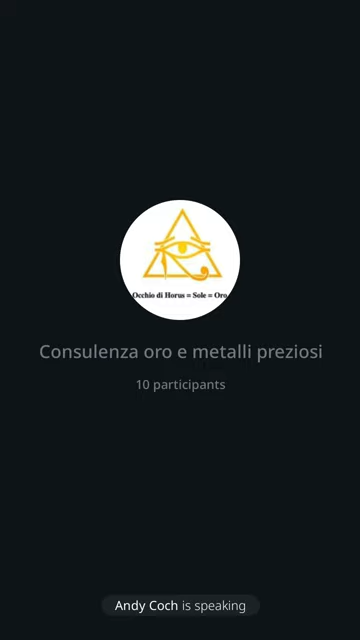 Occhio di Horus = Sole = Oro
Consulenza oro e metalli preziosi
10 participants
Andy Coch is speaking